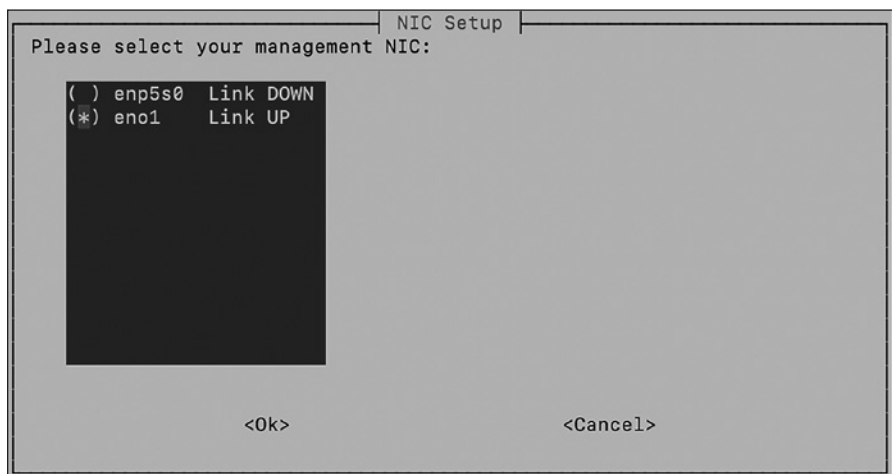 NIC Setup
Please select your management NIC:
( ) enp5s0 Link DOWN
(*) eno1 Link UP
<Ok> <Cancel>